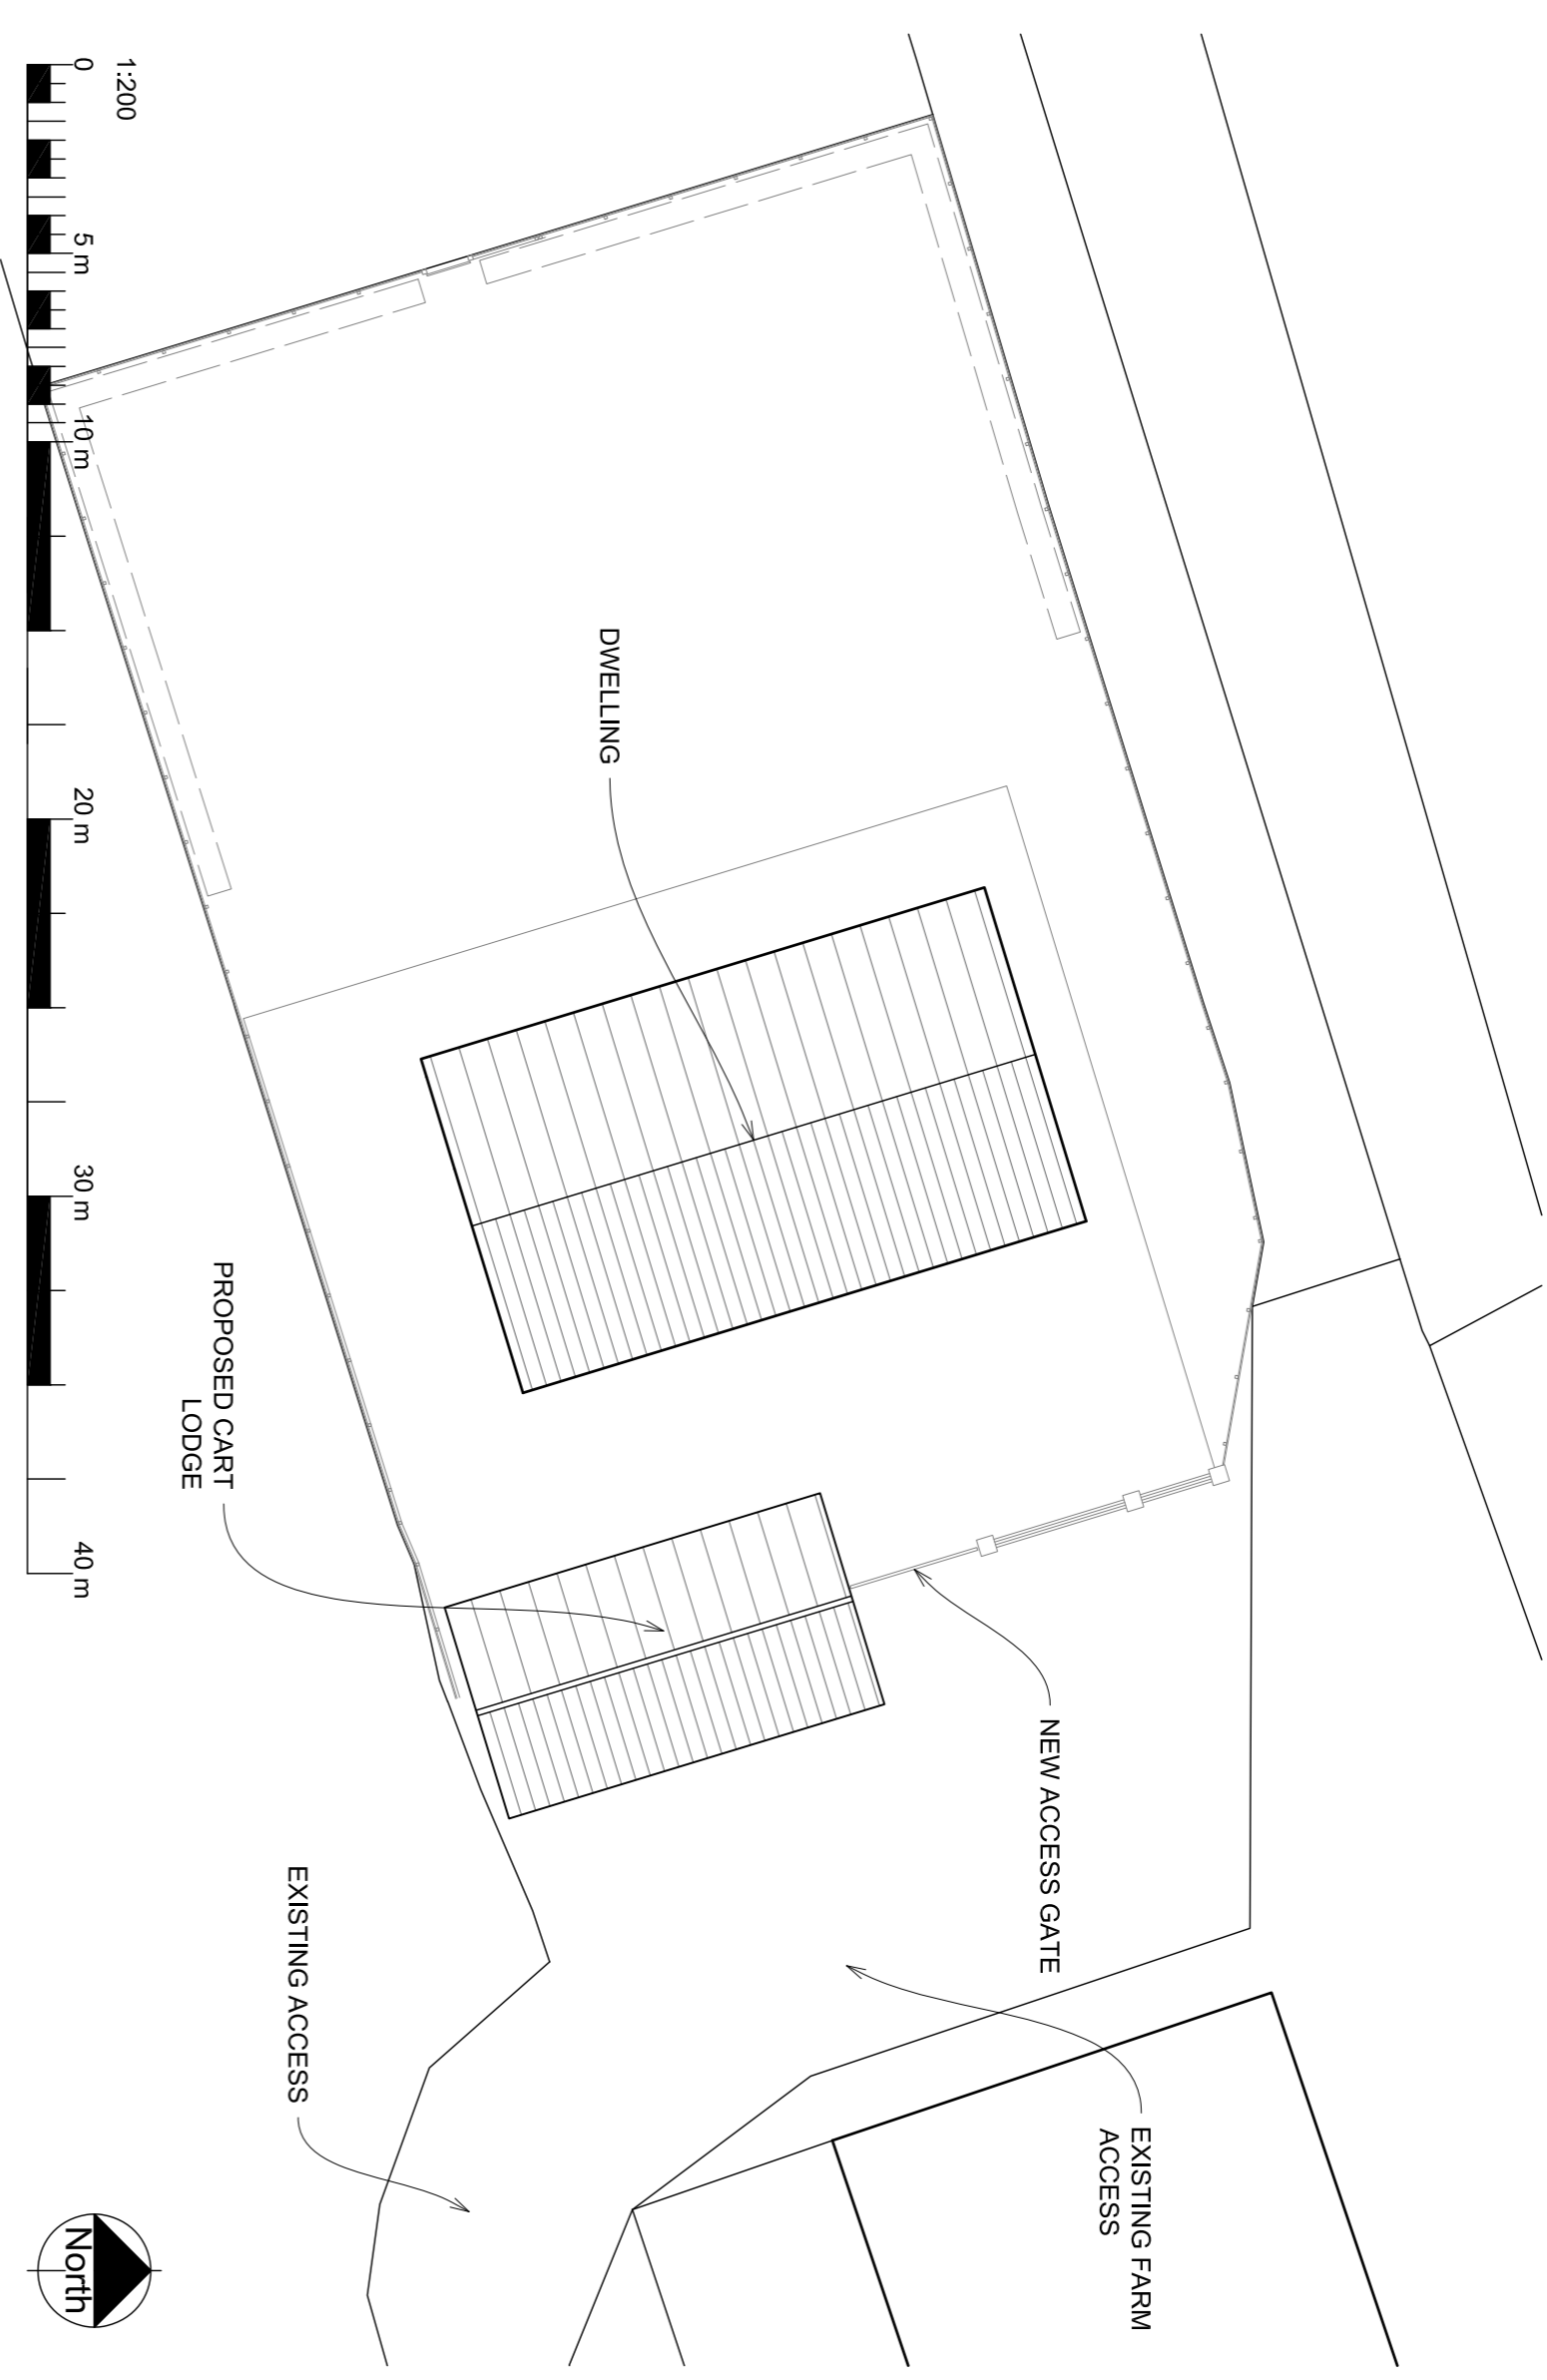 1:200
0
5 m
10 m
20 m
30 m
40 m
DWELLING
PROPOSED CART
LODGE
NEW ACCESS GATE
EXISTING FARM
ACCESS
EXISTING ACCESS
North